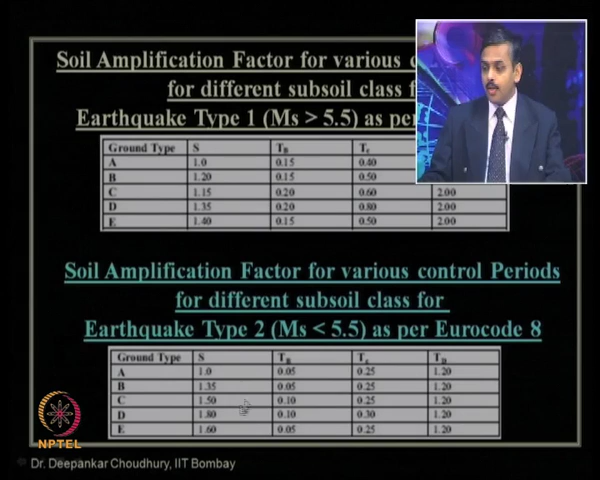 Soil Amplification Factor for various
for different subsoil class
Earthquake Type 1 (Ms > 5.5) as per
Ground Type S T_B T_c
A 1.0 0.15 0.40
B 1.20 0.15 0.50
C 1.15 0.20 0.60 2.00
D 1.35 0.20 0.80 2.00
E 1.40 0.15 0.50 2.00
Soil Amplification Factor for various control Periods
for different subsoil class for
Earthquake Type 2 (Ms < 5.5) as per Eurocode 8
Ground Type S T_B T_c T_D
A 1.0 0.05 0.25 1.20
B 1.35 0.05 0.25 1.20
C 1.50 0.10 0.25 1.20
D 1.80 0.10 0.30 1.20
E 1.60 0.05 0.25 1.20
NPTEL
Dr. Deepankar Choudhury, IIT Bombay